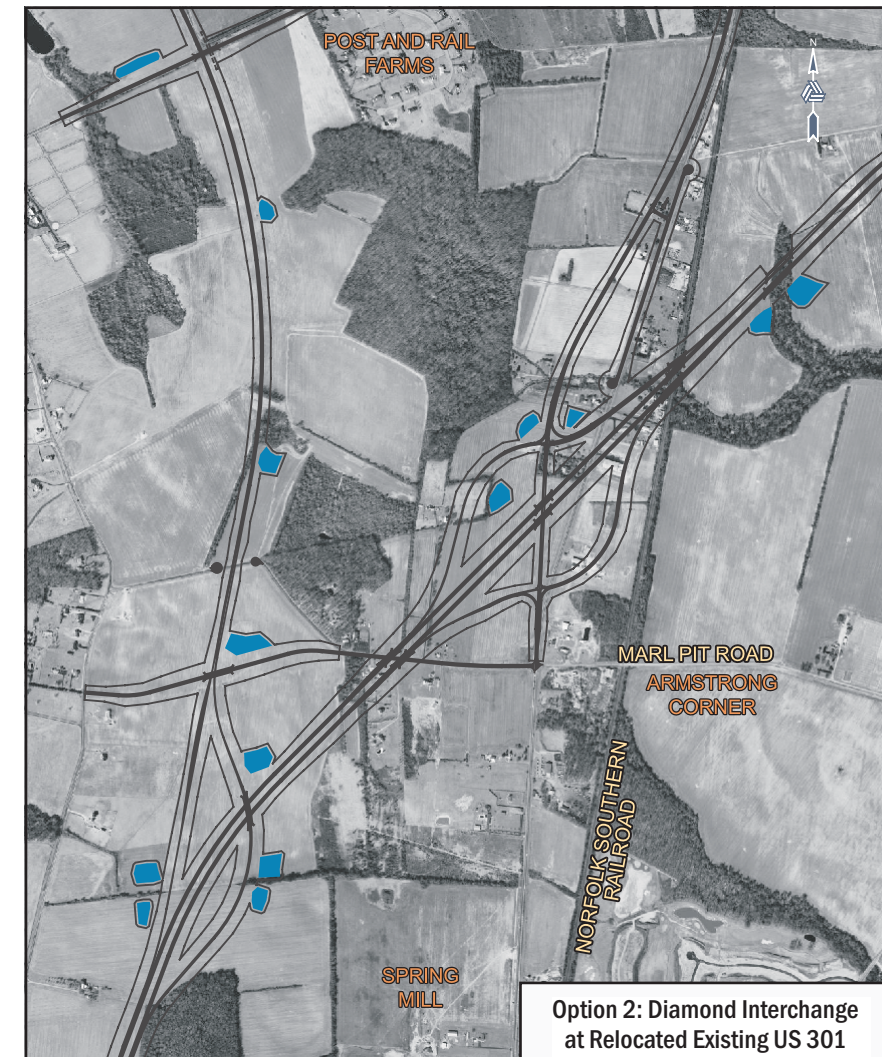 POST AND RAIL
FARMS
N
MARL PIT ROAD
ARMSTRONG
CORNER
NORFOLK SOUTHERN
RAILROAD
SPRING
MILL
Option 2: Diamond Interchange
at Relocated Existing US 301